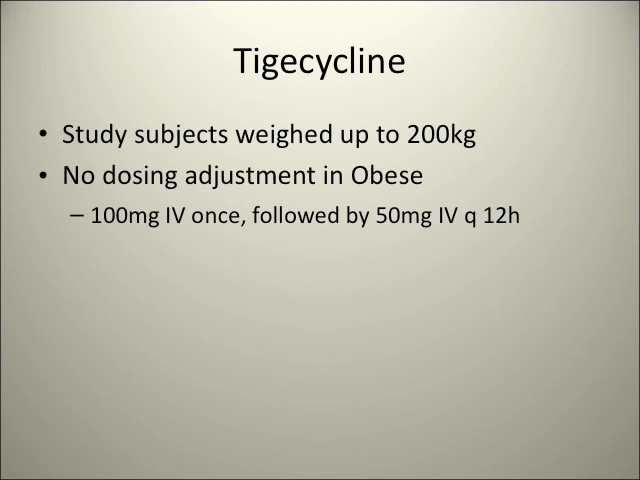 Tigecycline
• Study subjects weighed up to 200kg
• No dosing adjustment in Obese
– 100mg IV once, followed by 50mg IV q 12h